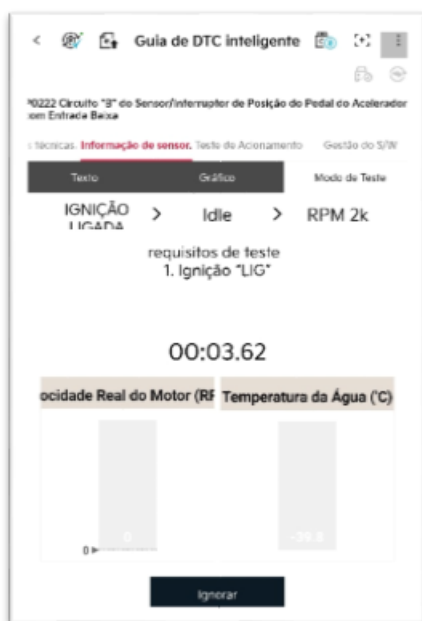 Guia de DTC inteligente
P0222 Circuito "B" do Sensor/Interruptor de Posição do Pedal do Acelerador
com Entrada Baixa
s técnicas. Informação de sensor. Teste de Acionamento Gestão do S/W
Texto Gráfico Modo de Teste
IGNIÇÃO LIGADA > Idle > RPM 2k
requisitos de teste
1. Ignição "LIG"
00:03.62
ocidade Real do Motor (RF Temperatura da Água (℃)
0 -39.8
0
Ignorar